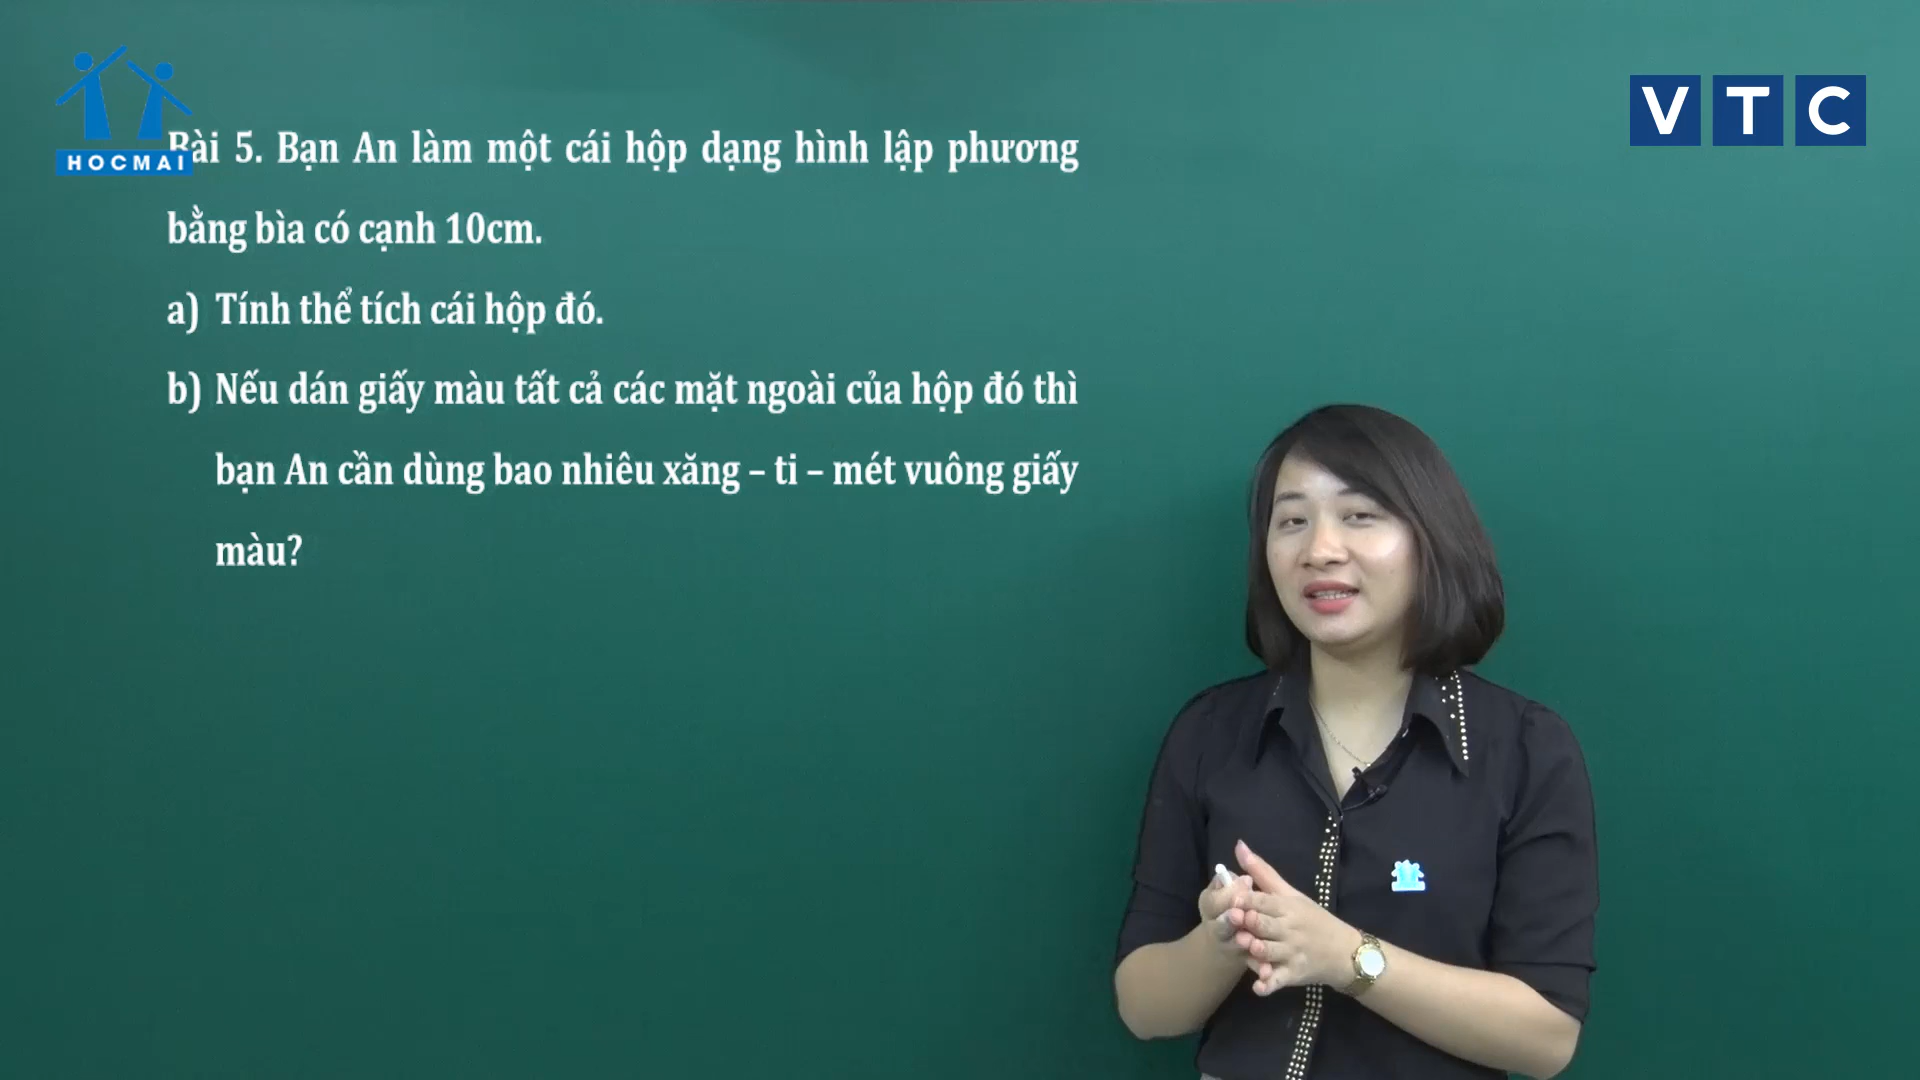 HOCMAI
VTC
Bài 5. Bạn An làm một cái hộp dạng hình lập phương
bằng bìa có cạnh 10cm.
a) Tính thể tích cái hộp đó.
b) Nếu dán giấy màu tất cả các mặt ngoài của hộp đó thì
bạn An cần dùng bao nhiêu xăng – ti – mét vuông giấy
màu?